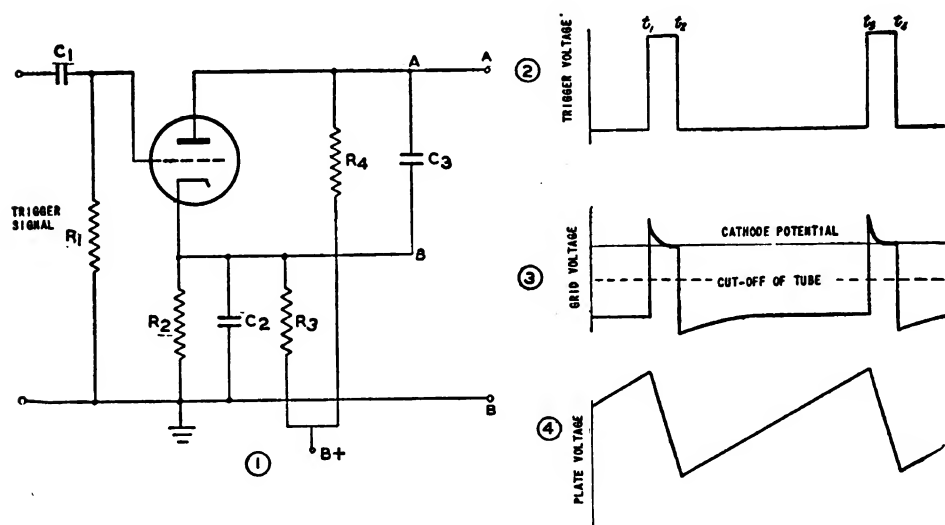 C1
A
A
R4
C3
TRIGGER
SIGNAL
R1
B
R2
C2
R3
B
B+
1
2
TRIGGER VOLTAGE
t1
t2
t3
t4
3
GRID VOLTAGE
CATHODE POTENTIAL
CUT-OFF OF TUBE
4
PLATE VOLTAGE